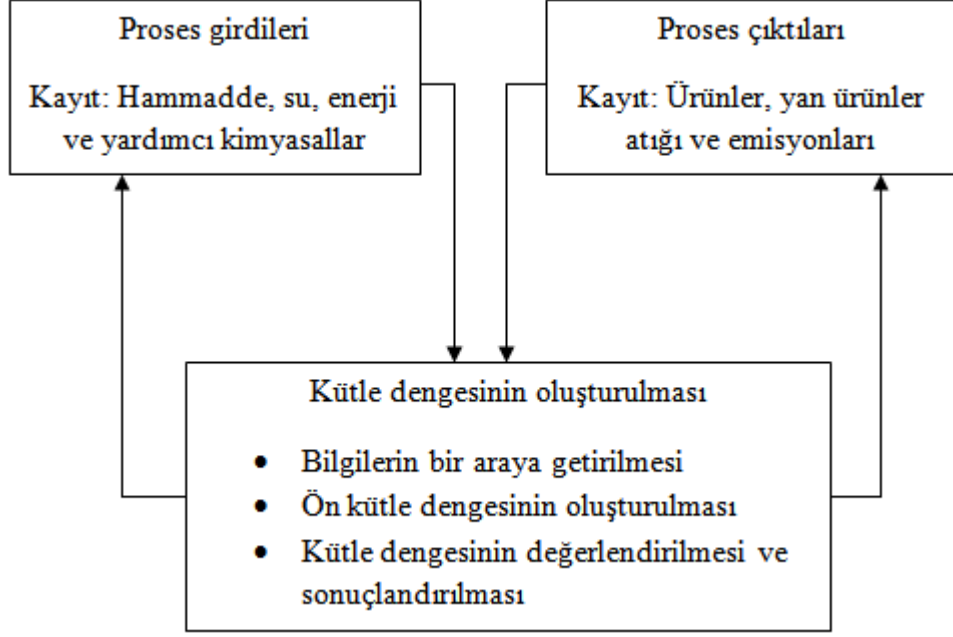 Proses girdileri
Kayıt: Hammadde, su, enerji
ve yardımcı kimyasallar
Proses çıktıları
Kayıt: Ürünler, yan ürünler
atığı ve emisyonları
Kütle dengesinin oluşturulması
• Bilgilerin bir araya getirilmesi
• Ön kütle dengesinin oluşturulması
• Kütle dengesinin değerlendirilmesi ve
sonuçlandırılması